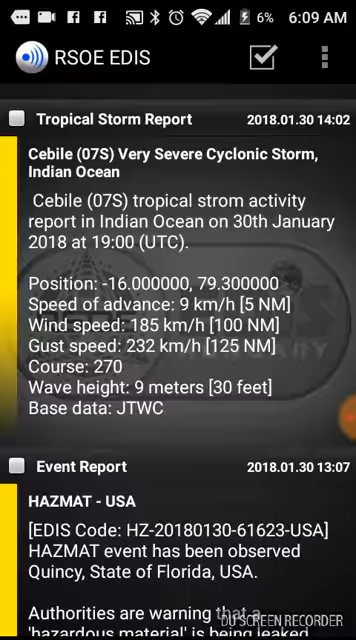 6% 6:09 AM
RSOE EDIS
Tropical Storm Report 2018.01.30 14:02
Cebile (07S) Very Severe Cyclonic Storm,
Indian Ocean
Cebile (07S) tropical strom activity
report in Indian Ocean on 30th January
2018 at 19:00 (UTC).
Position: -16.000000, 79.300000
Speed of advance: 9 km/h [5 NM]
Wind speed: 185 km/h [100 NM]
Gust speed: 232 km/h [125 NM]
Course: 270
Wave height: 9 meters [30 feet]
Base data: JTWC
Event Report 2018.01.30 13:07
HAZMAT - USA
[EDIS Code: HZ-20180130-61623-USA]
HAZMAT event has been observed
Quincy, State of Florida, USA.
Authorities are warning that a
DU SCREEN RECORDER
'hazardous material' is being leaked